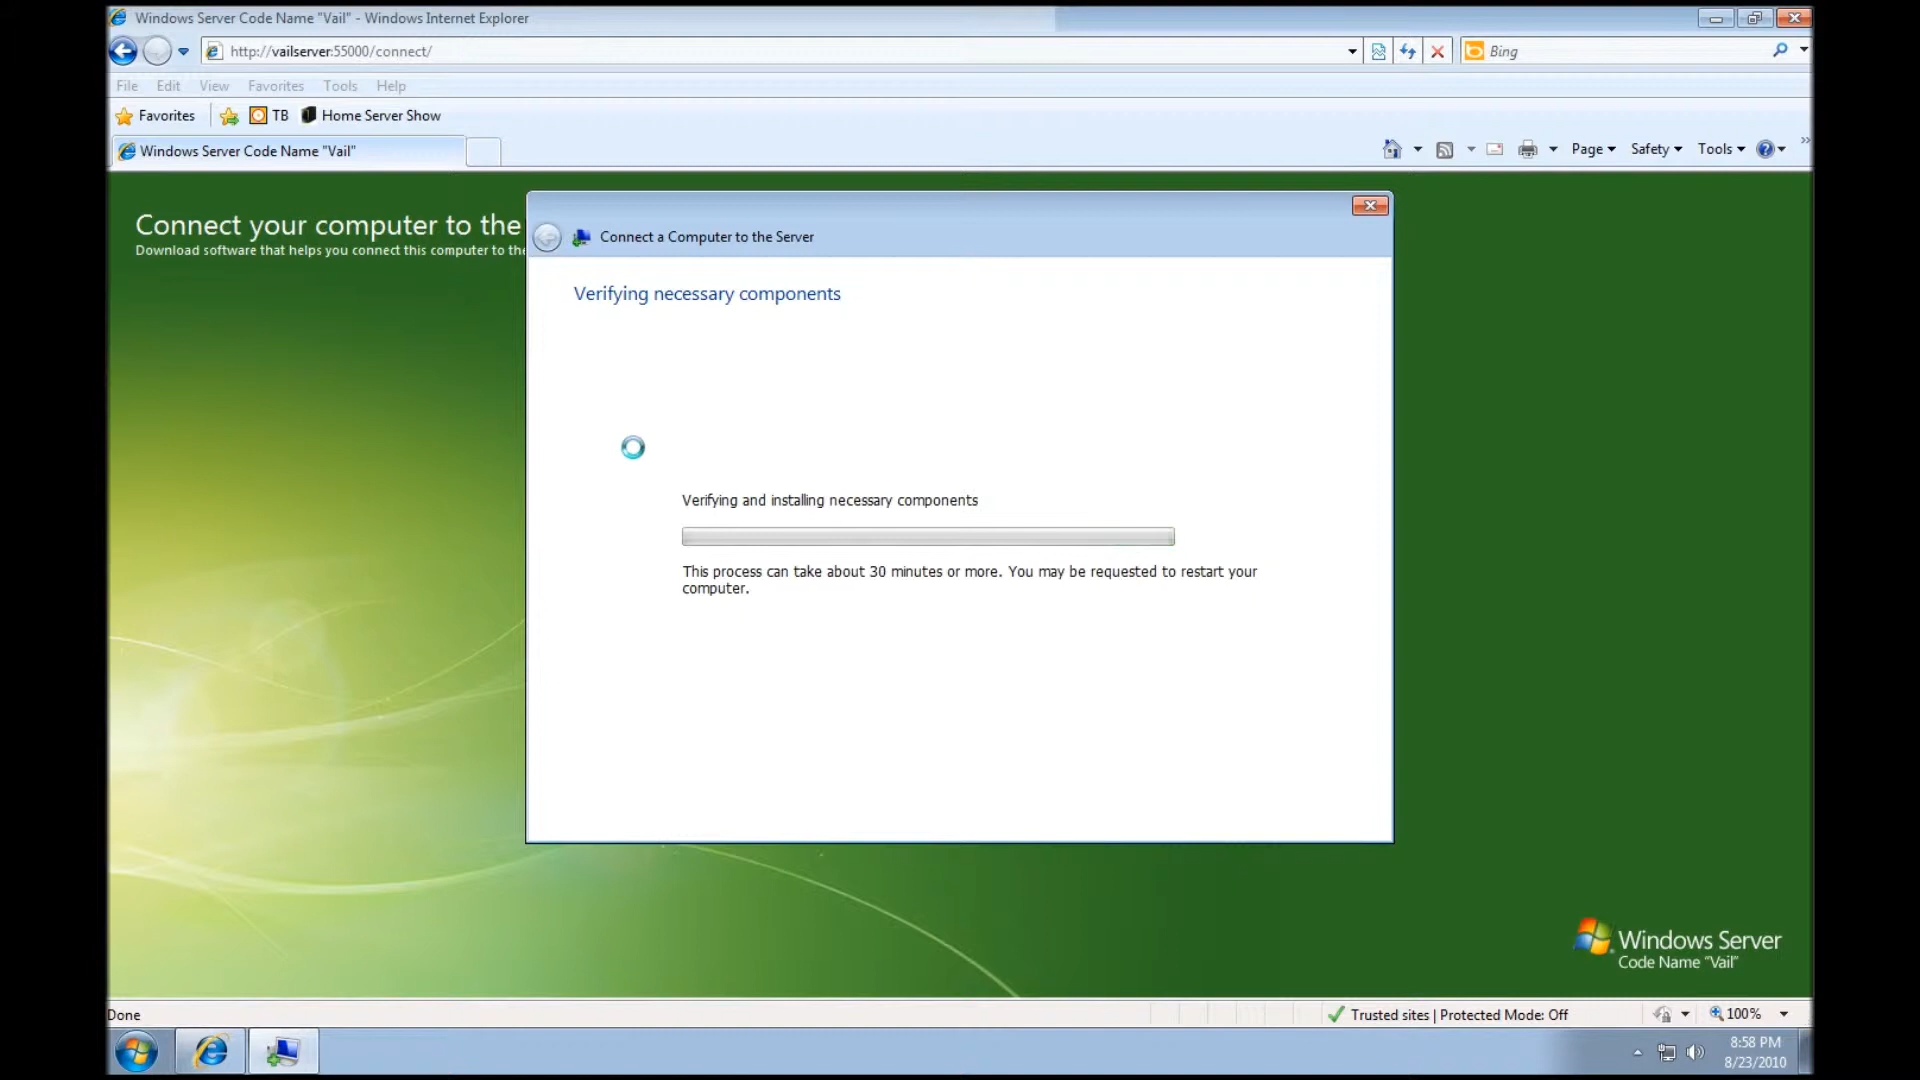 Windows Server Code Name "Vail" - Windows Internet Explorer
http://vailserver:55000/connect/
Bing
File Edit View Favorites Tools Help
Favorites TB Home Server Show
Windows Server Code Name "Vail"
Page Safety Tools
Connect your computer to the
Download software that helps you connect this computer to the
Connect a Computer to the Server
Verifying necessary components
Verifying and installing necessary components
This process can take about 30 minutes or more. You may be requested to restart your
computer.
Windows Server
Code Name "Vail"
Done
Trusted sites | Protected Mode: Off
100%
8:58 PM
8/23/2010